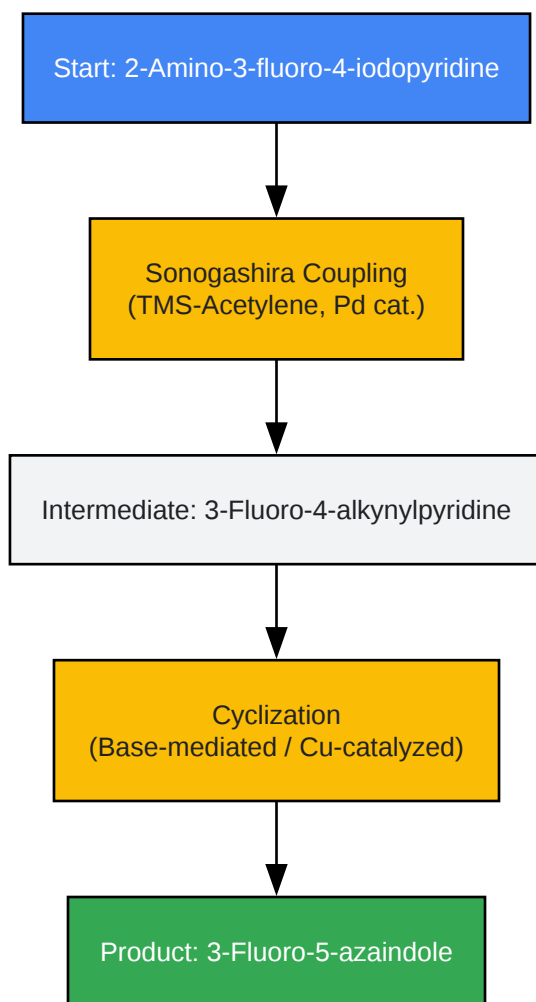 Start: 2-Amino-3-fluoro-4-iodopyridine
Sonogashira Coupling
(TMS-Acetylene, Pd cat.)
Intermediate: 3-Fluoro-4-alkynylpyridine
Cyclization
(Base-mediated / Cu-catalyzed)
Product: 3-Fluoro-5-azaindole